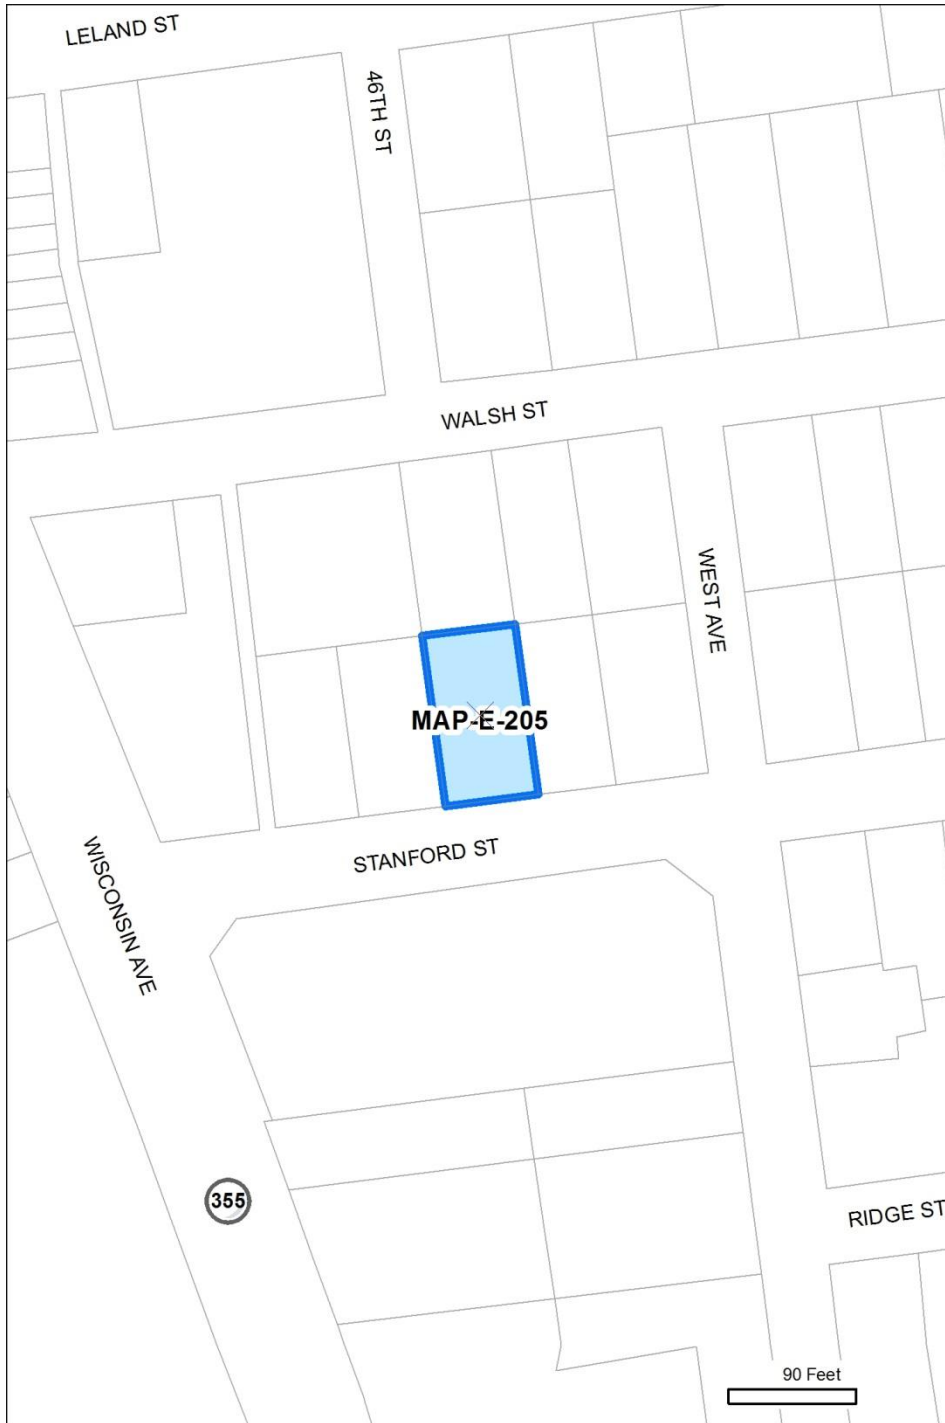 LELAND ST
46TH ST
WALSH ST
WEST AVE
MAP-E-205
STANFORD ST
WISCONSIN AVE
355
RIDGE ST
90 Feet